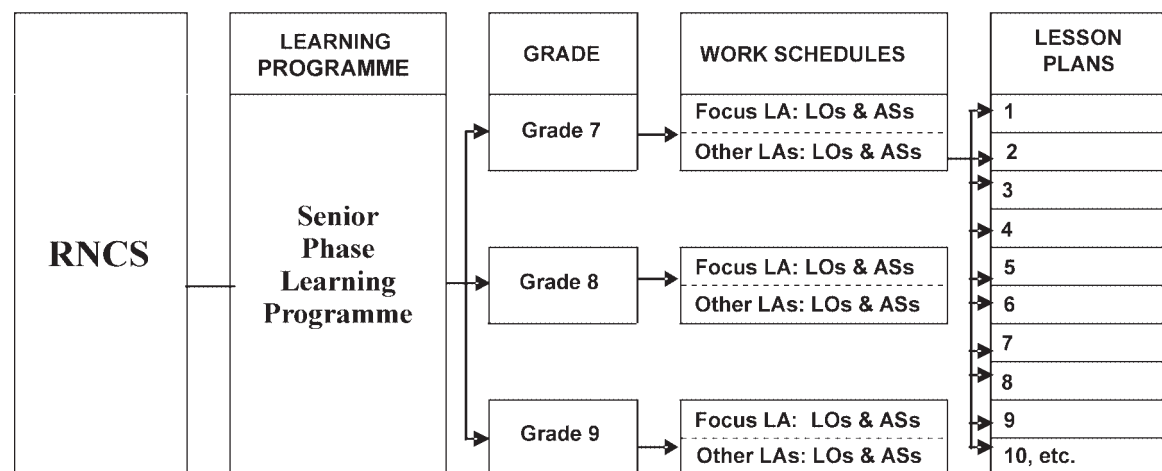 RNCS
LEARNING
PROGRAMME
Senior
Phase
Learning
Programme
GRADE
Grade 7
Grade 8
Grade 9
WORK SCHEDULES
Focus LA: LOs & ASs
Other LAs: LOs & ASs
Focus LA: LOs & ASs
Other LAs: LOs & ASs
Focus LA: LOs & ASs
Other LAs: LOs & ASs
LESSON
PLANS
1
2
3
4
5
6
7
8
9
10, etc.